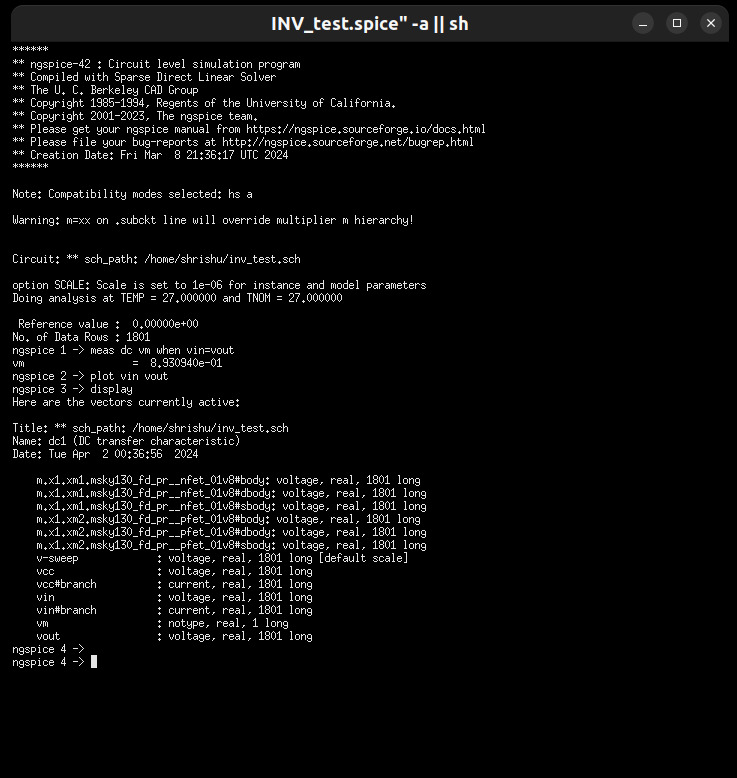 INV_test.spice" -a || sh
******
** ngspice-42 : Circuit level simulation program
** Compiled with Sparse Direct Linear Solver
** The U. C. Berkeley CAD Group
** Copyright 1985-1994, Regents of the University of California.
** Copyright 2001-2023, The ngspice team.
** Please get your ngspice manual from https://ngspice.sourceforge.io/docs.html
** Please file your bug-reports at http://ngspice.sourceforge.net/bugrep.html
** Creation Date: Fri Mar  8 21:36:17 UTC 2024
******
Note: Compatibility modes selected: hs a
Warning: m=xx on .subckt line will override multiplier m hierarchy!
Circuit: ** sch_path: /home/shrishu/inv_test.sch
option SCALE: Scale is set to 1e-06 for instance and model parameters
Doing analysis at TEMP = 27.000000 and TNOM = 27.000000
Reference value :  0.00000e+00
No. of Data Rows : 1801
ngspice 1 -> meas dc vm when vin=vout
vm                  =  8.930940e-01
ngspice 2 -> plot vin vout
ngspice 3 -> display
Here are the vectors currently active:
Title: ** sch_path: /home/shrishu/inv_test.sch
Name: dc1 (DC transfer characteristic)
Date: Tue Apr  2 00:36:56  2024
m.x1.xm1.msky130_fd_pr__nfet_01v8#body: voltage, real, 1801 long
m.x1.xm1.msky130_fd_pr__nfet_01v8#dbody: voltage, real, 1801 long
m.x1.xm1.msky130_fd_pr__nfet_01v8#sbody: voltage, real, 1801 long
m.x1.xm2.msky130_fd_pr__pfet_01v8#body: voltage, real, 1801 long
m.x1.xm2.msky130_fd_pr__pfet_01v8#dbody: voltage, real, 1801 long
m.x1.xm2.msky130_fd_pr__pfet_01v8#sbody: voltage, real, 1801 long
v-sweep             : voltage, real, 1801 long [default scale]
vcc                 : voltage, real, 1801 long
vcc#branch          : current, real, 1801 long
vin                 : voltage, real, 1801 long
vin#branch          : current, real, 1801 long
vm                  : notype, real, 1 long
vout                : voltage, real, 1801 long
ngspice 4 ->
ngspice 4 ->